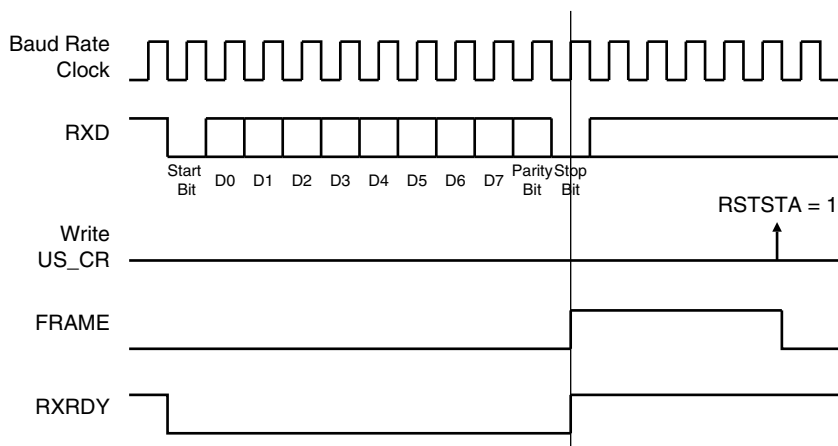 Baud Rate
Clock
RXD
Start
Bit
D0
D1
D2
D3
D4
D5
D6
D7
Parity
Bit
Stop
Bit
RSTSTA = 1
Write
US_CR
FRAME
RXRDY